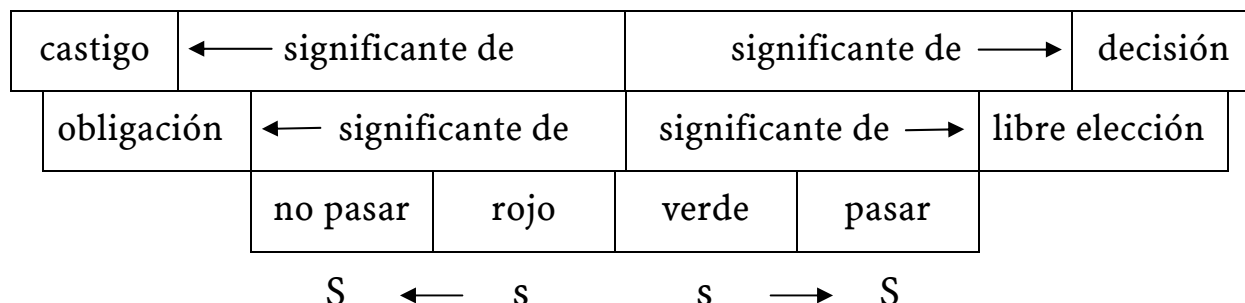 castigo ← significante de significante de → decisión
obligación ← significante de significante de → libre elección
no pasar rojo verde pasar
S ← s s → S